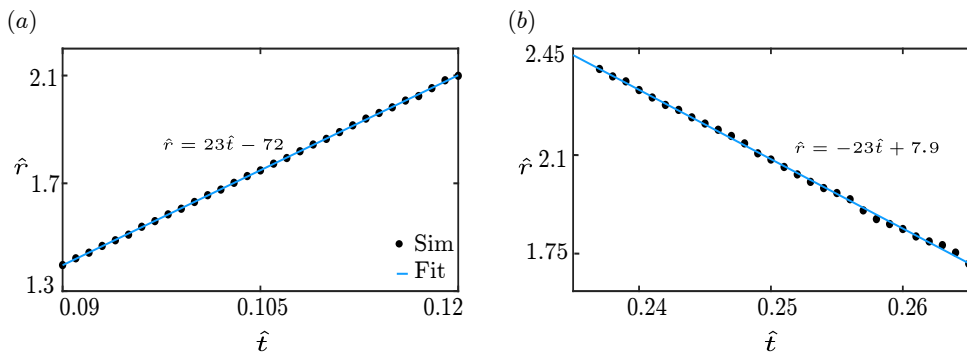 (a)
2.1
1.7
1.3
r̂
r̂ = 23t̂ − 72
Sim
Fit
0.09
0.105
0.12
t̂
(b)
2.45
2.1
1.75
r̂
r̂ = −23t̂ + 7.9
0.24
0.25
0.26
t̂